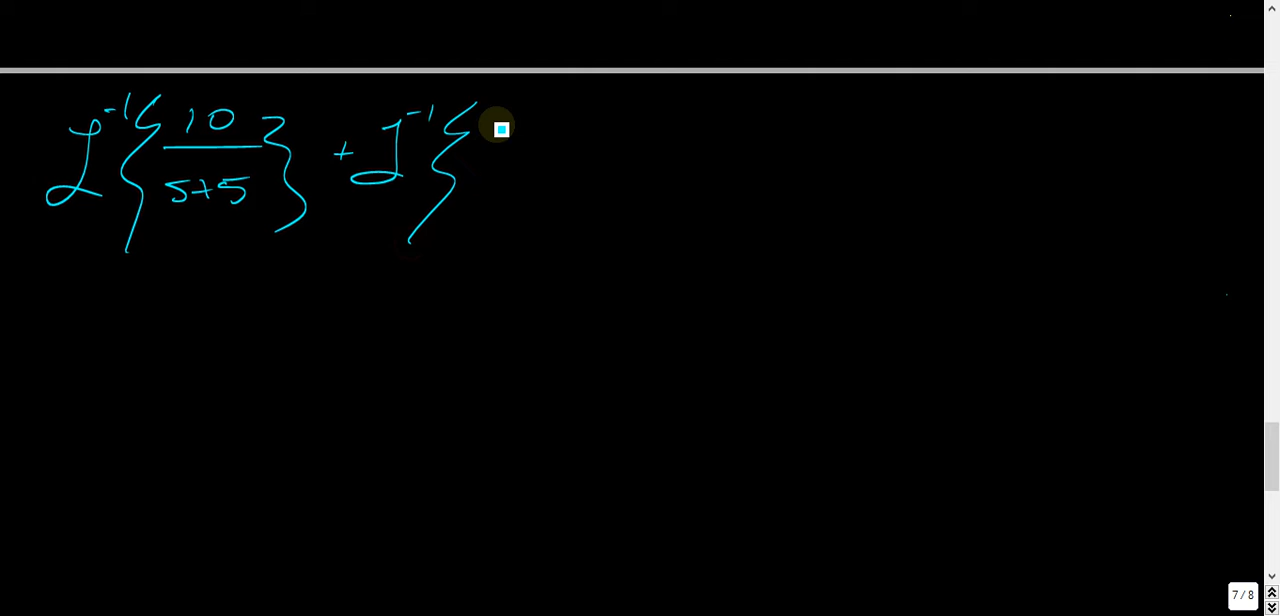 ℒ⁻¹{ 10/(s+5) } + ℒ⁻¹{
7 / 8